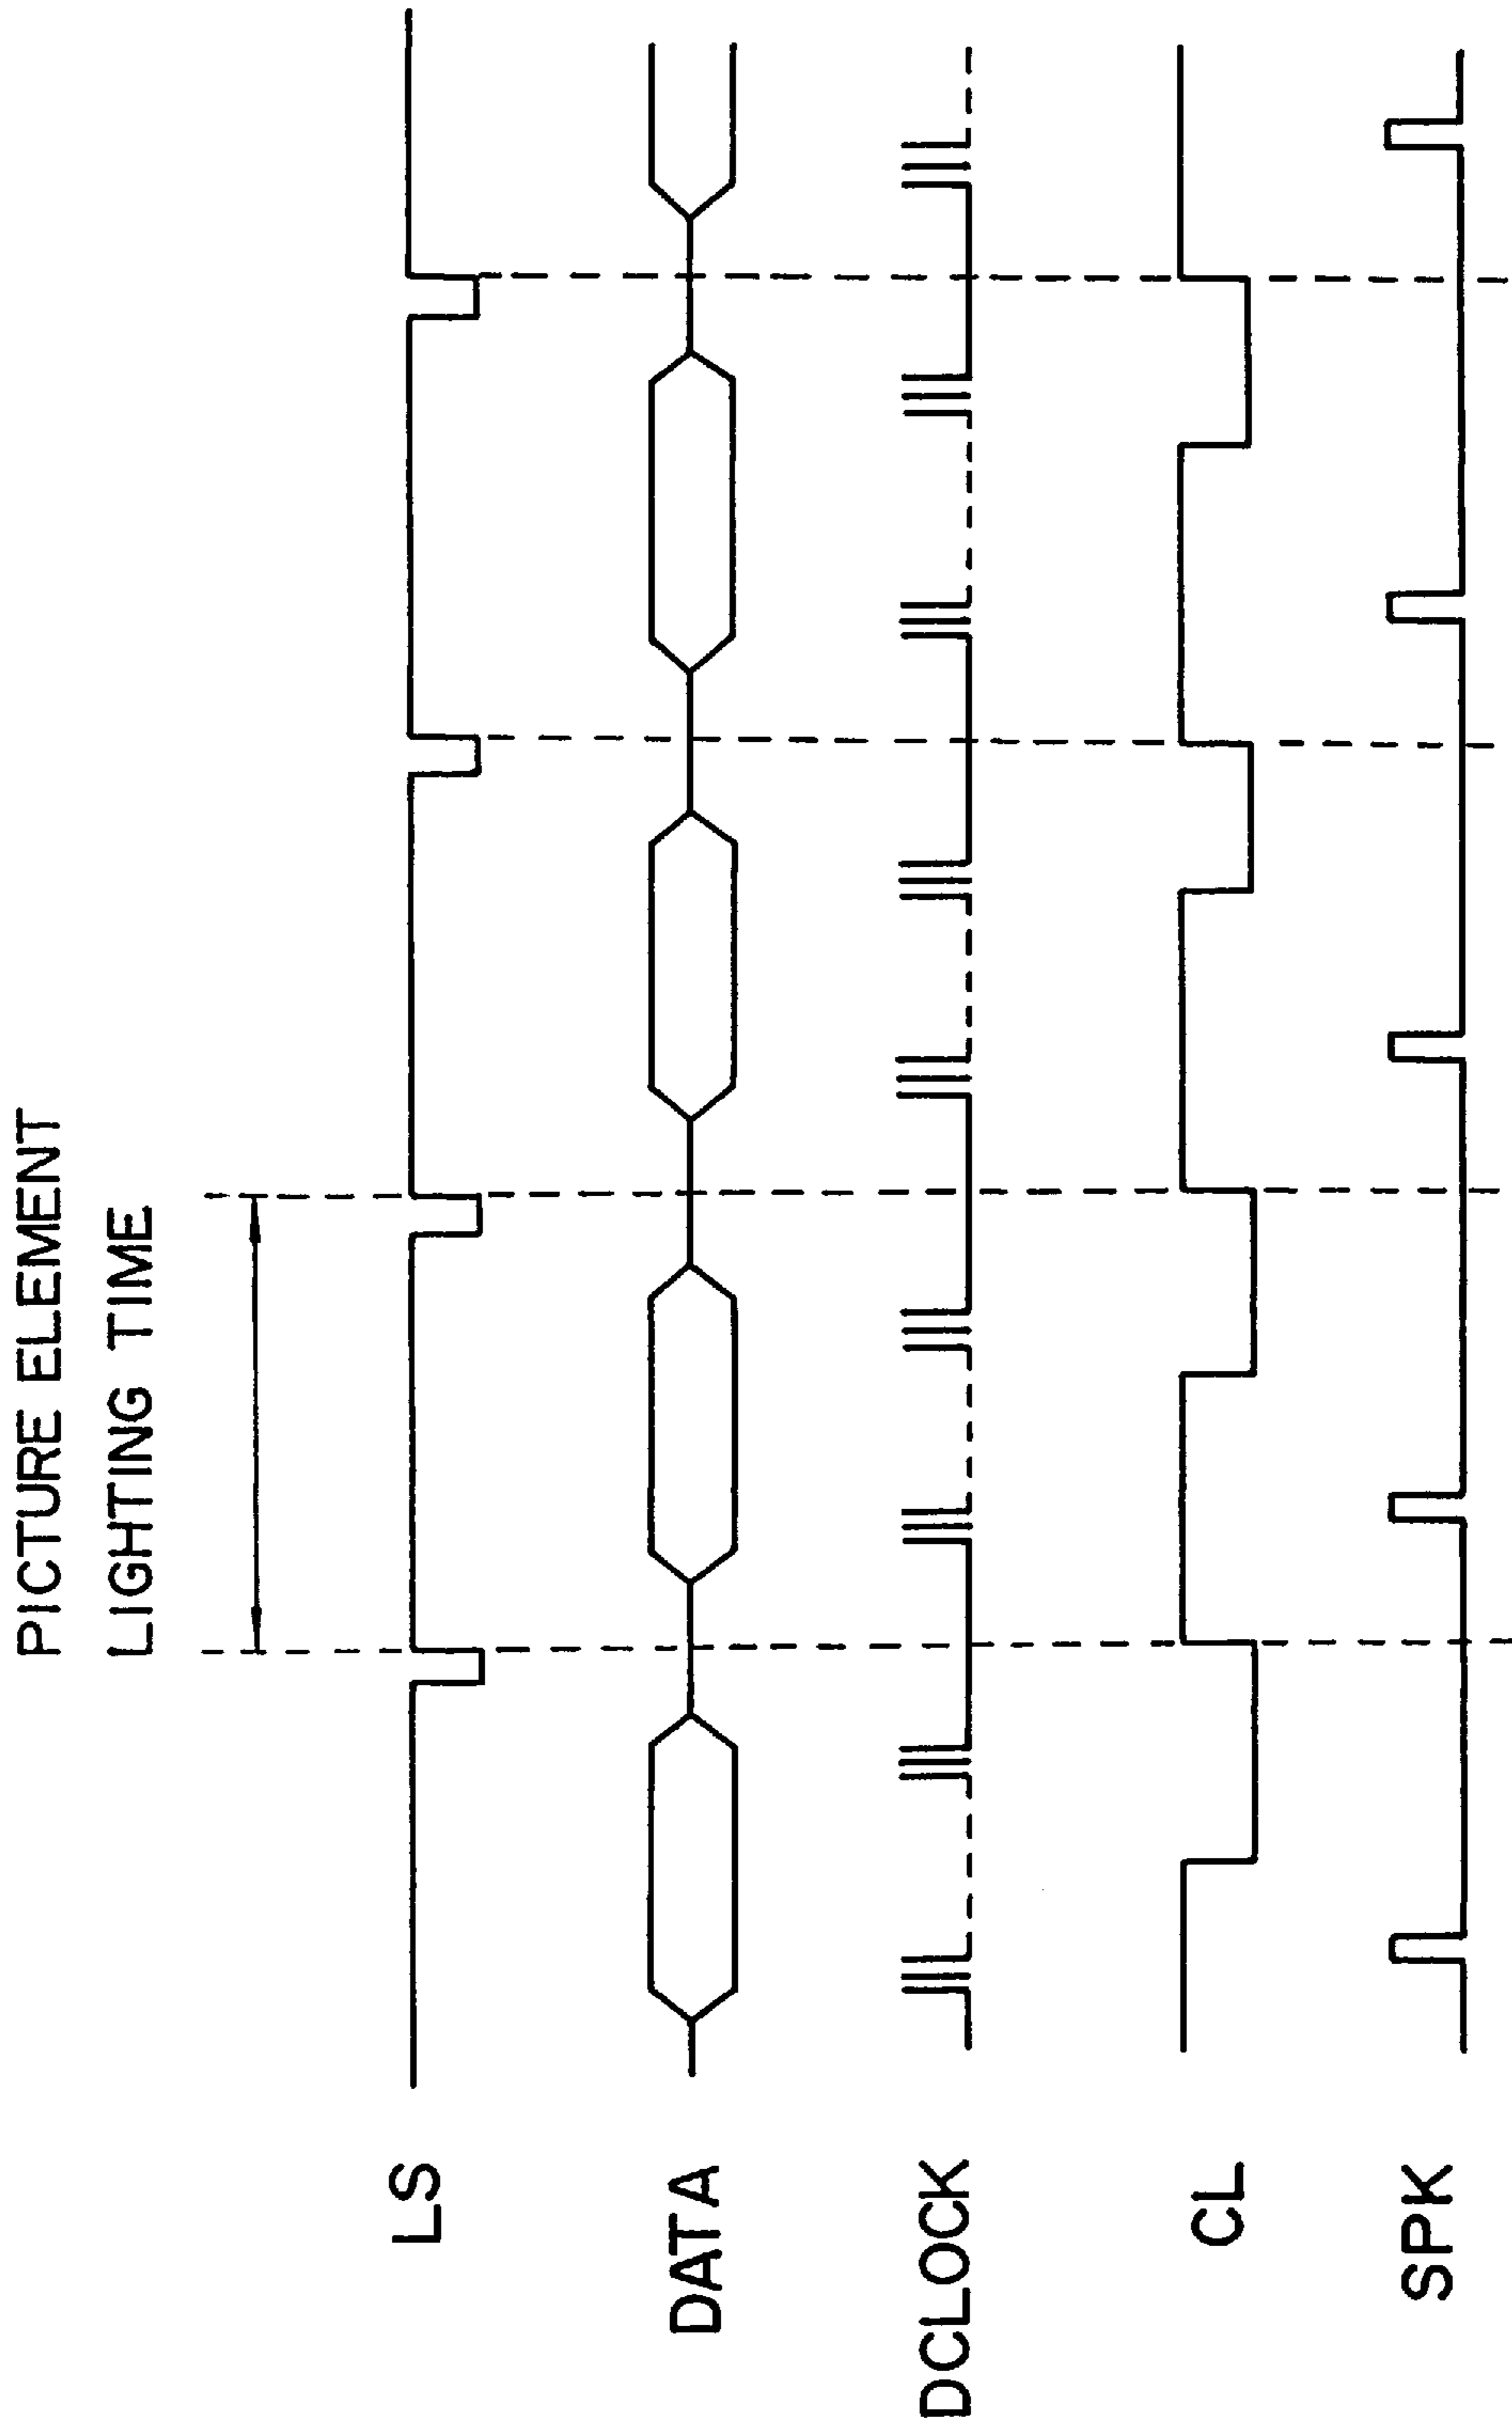 PICTURE ELEMENT
LIGHTING TIME
LS
DATA
DCLOCK
CL
SPK